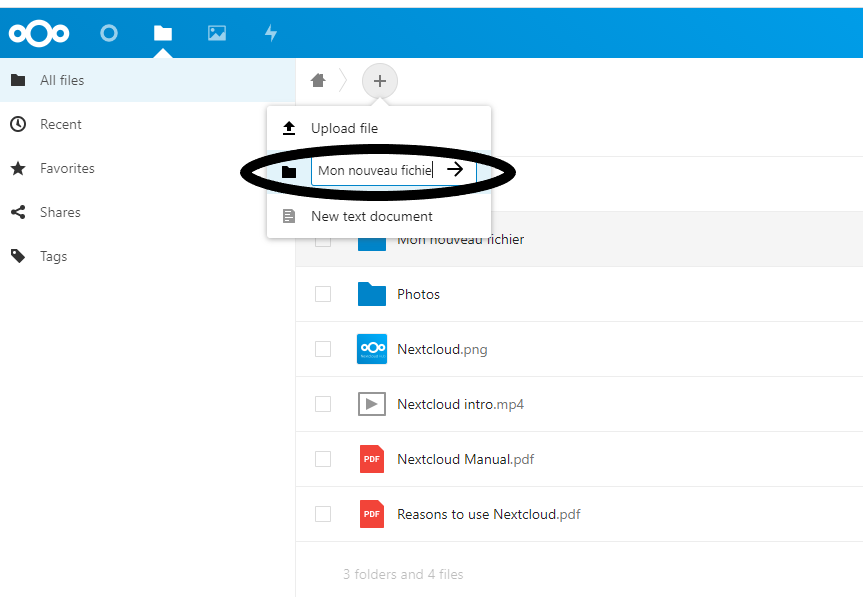 All files
Recent
Favorites
Shares
Tags
+
Upload file
Mon nouveau fichie
New text document
Mon nouveau fichier
Photos
Nextcloud.png
Nextcloud intro.mp4
PDF Nextcloud Manual.pdf
PDF Reasons to use Nextcloud.pdf
3 folders and 4 files